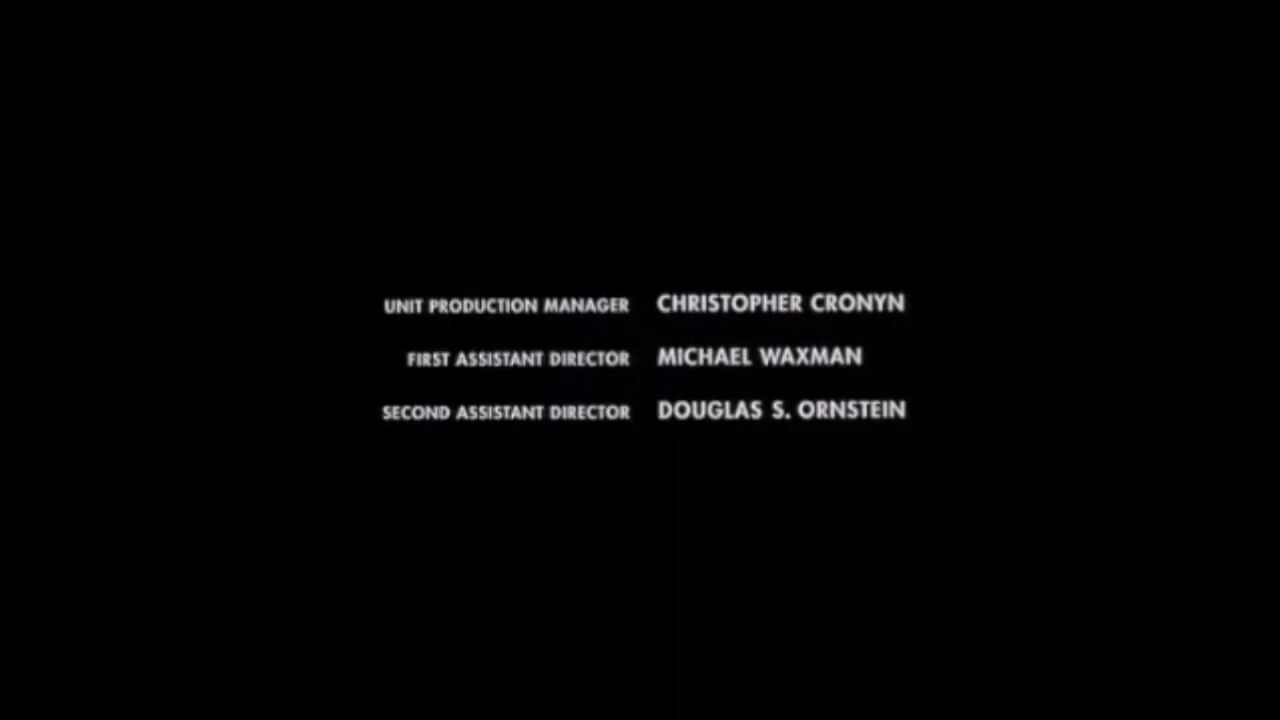 UNIT PRODUCTION MANAGER CHRISTOPHER CRONYN
FIRST ASSISTANT DIRECTOR MICHAEL WAXMAN
SECOND ASSISTANT DIRECTOR DOUGLAS S. ORNSTEIN